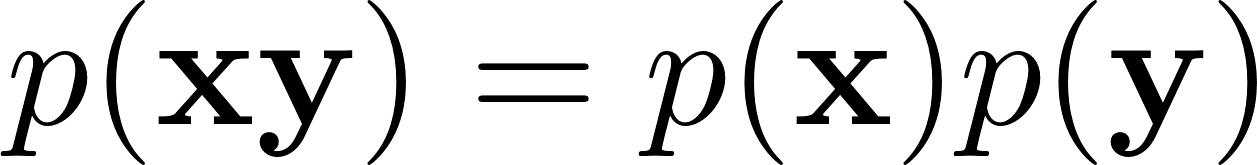 p(xy) = p(x)p(y)